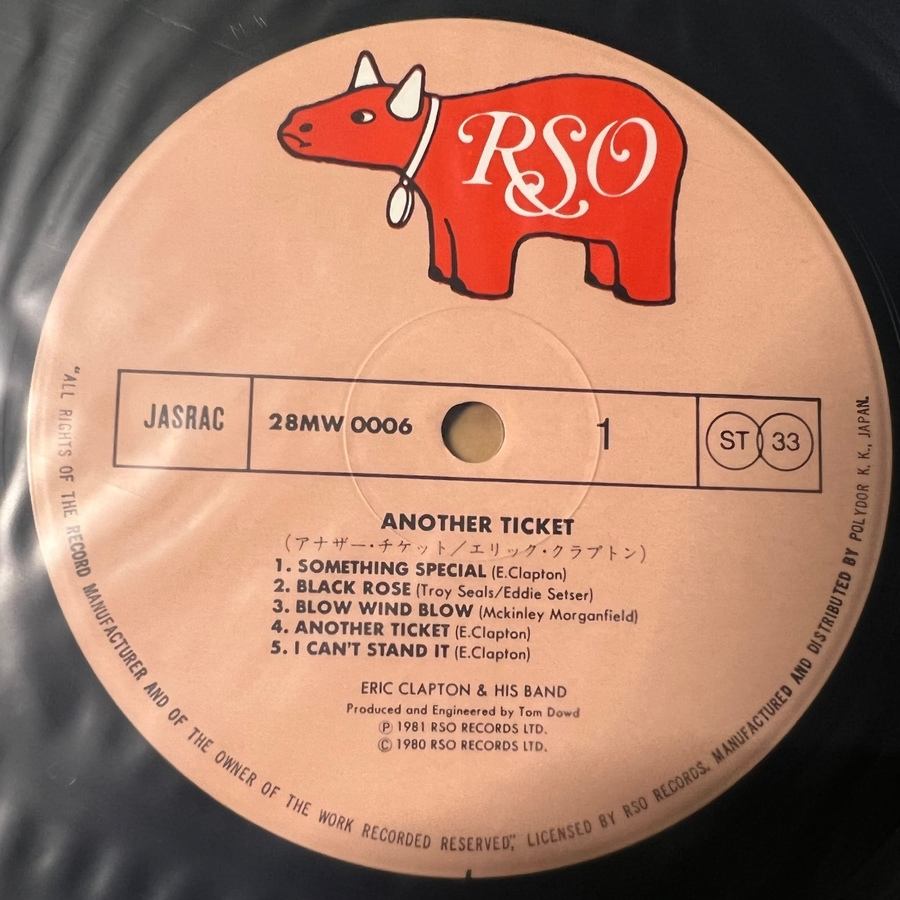 RSO
JASRAC
28MW 0006
1
ST 33
ANOTHER TICKET
(アナザー・チケット／エリック・クラプトン)
1. SOMETHING SPECIAL (E.Clapton)
2. BLACK ROSE (Troy Seals/Eddie Setser)
3. BLOW WIND BLOW (Mckinley Morganfield)
4. ANOTHER TICKET (E.Clapton)
5. I CAN'T STAND IT (E.Clapton)
ERIC CLAPTON & HIS BAND
Produced and Engineered by Tom Dowd
Ⓟ 1981 RSO RECORDS LTD.
Ⓒ 1980 RSO RECORDS LTD.
"ALL RIGHTS OF THE RECORD MANUFACTURER AND OF THE OWNER OF THE WORK RECORDED RESERVED," LICENSED BY RSO RECORDS. MANUFACTURED AND DISTRIBUTED BY POLYDOR K. K., JAPAN.